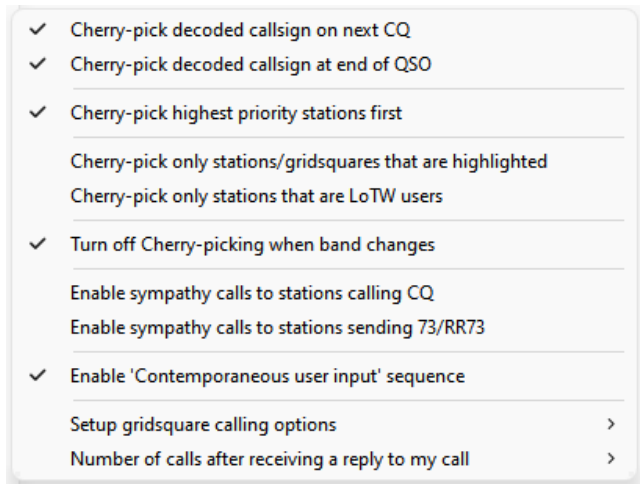 Cherry-pick decoded callsign on next CQ
Cherry-pick decoded callsign at end of QSO
Cherry-pick highest priority stations first
Cherry-pick only stations/gridsquares that are highlighted
Cherry-pick only stations that are LoTW users
Turn off Cherry-picking when band changes
Enable sympathy calls to stations calling CQ
Enable sympathy calls to stations sending 73/RR73
Enable 'Contemporaneous user input' sequence
Setup gridsquare calling options
Number of calls after receiving a reply to my call